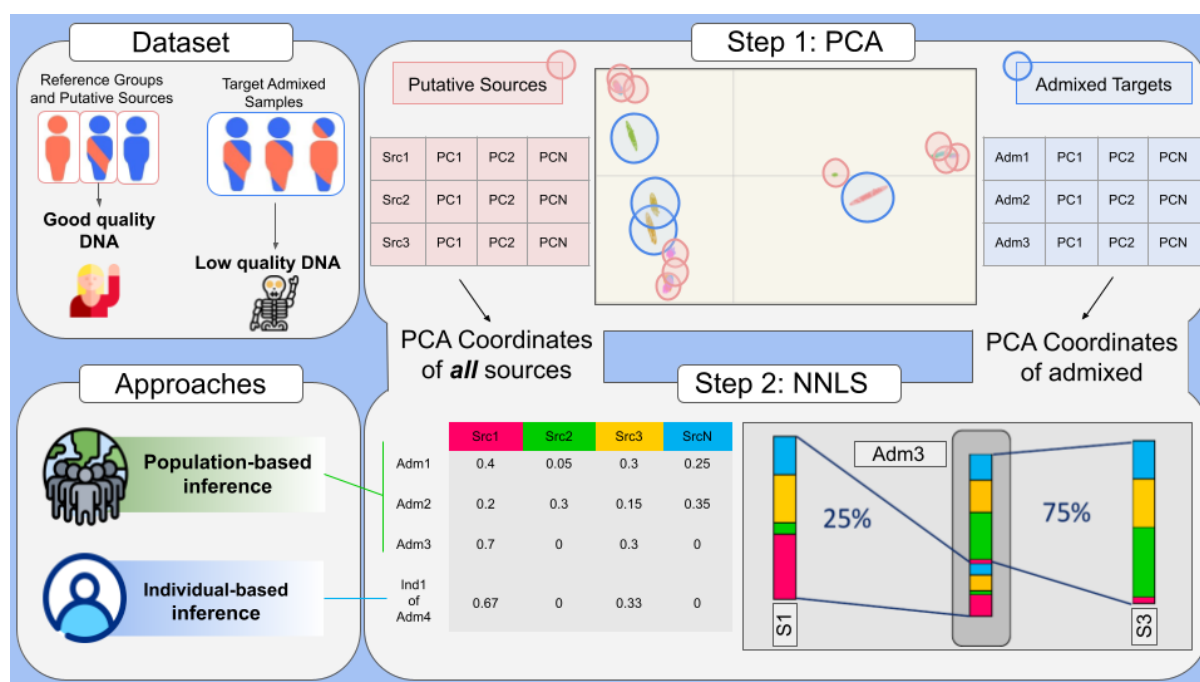 Dataset
Reference Groups
and Putative Sources
Target Admixed
Samples
Good quality
DNA
Low quality DNA
Step 1: PCA
Putative Sources
Admixed Targets
Src1 PC1 PC2 PCN
Src2 PC1 PC2 PCN
Src3 PC1 PC2 PCN
Adm1 PC1 PC2 PCN
Adm2 PC1 PC2 PCN
Adm3 PC1 PC2 PCN
PCA Coordinates
of all sources
PCA Coordinates
of admixed
Approaches
Population-based
inference
Individual-based
inference
Step 2: NNLS
Src1 Src2 Src3 SrcN
Adm1 0.4 0.05 0.3 0.25
Adm2 0.2 0.3 0.15 0.35
Adm3 0.7 0 0.3 0
Ind1
of
Adm4
0.67 0 0.33 0
Adm3
25%
75%
S1
S3